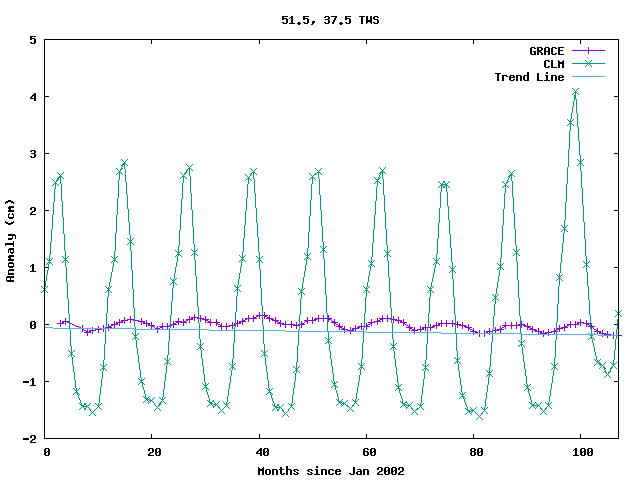 51.5, 37.5 TWS
GRACE
CLM
Trend Line
5
4
3
2
1
0
-1
-2
Anomaly (cm)
0 20 40 60 80 100
Months since Jan 2002